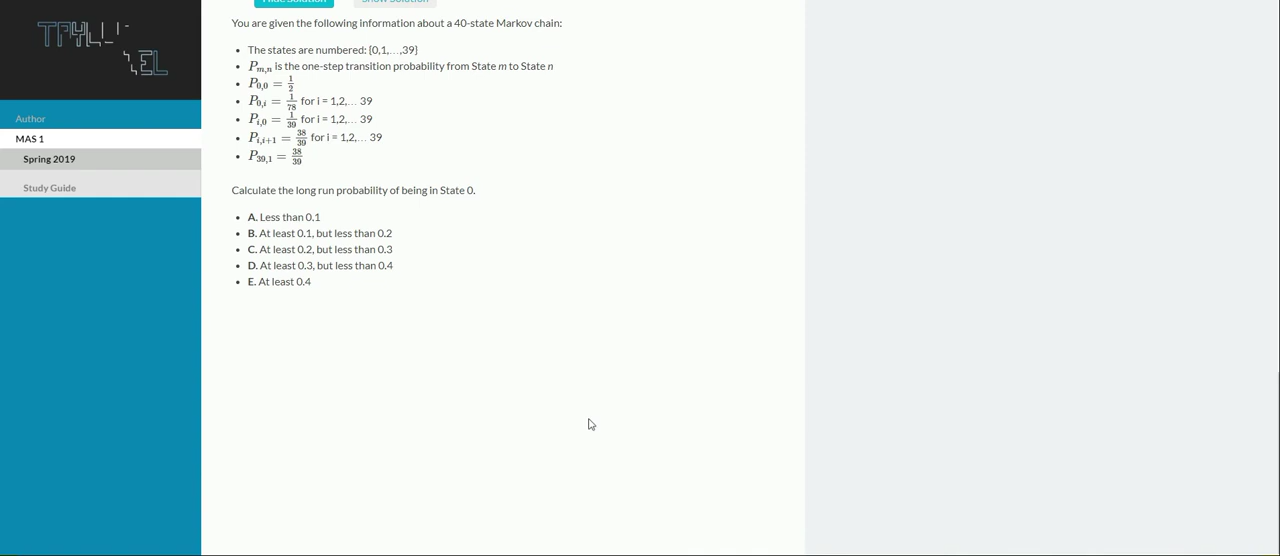 Hide Solution Show Solution
You are given the following information about a 40-state Markov chain:
• The states are numbered: {0,1,…,39}
• P_{m,n} is the one-step transition probability from State m to State n
• P_{0,0} = 1/2
• P_{0,i} = 1/78 for i = 1,2,… 39
• P_{i,0} = 1/39 for i = 1,2,… 39
• P_{i,i+1} = 38/39 for i = 1,2,… 39
• P_{39,1} = 38/39
Calculate the long run probability of being in State 0.
• A. Less than 0.1
• B. At least 0.1, but less than 0.2
• C. At least 0.2, but less than 0.3
• D. At least 0.3, but less than 0.4
• E. At least 0.4
Author
MAS 1
Spring 2019
Study Guide